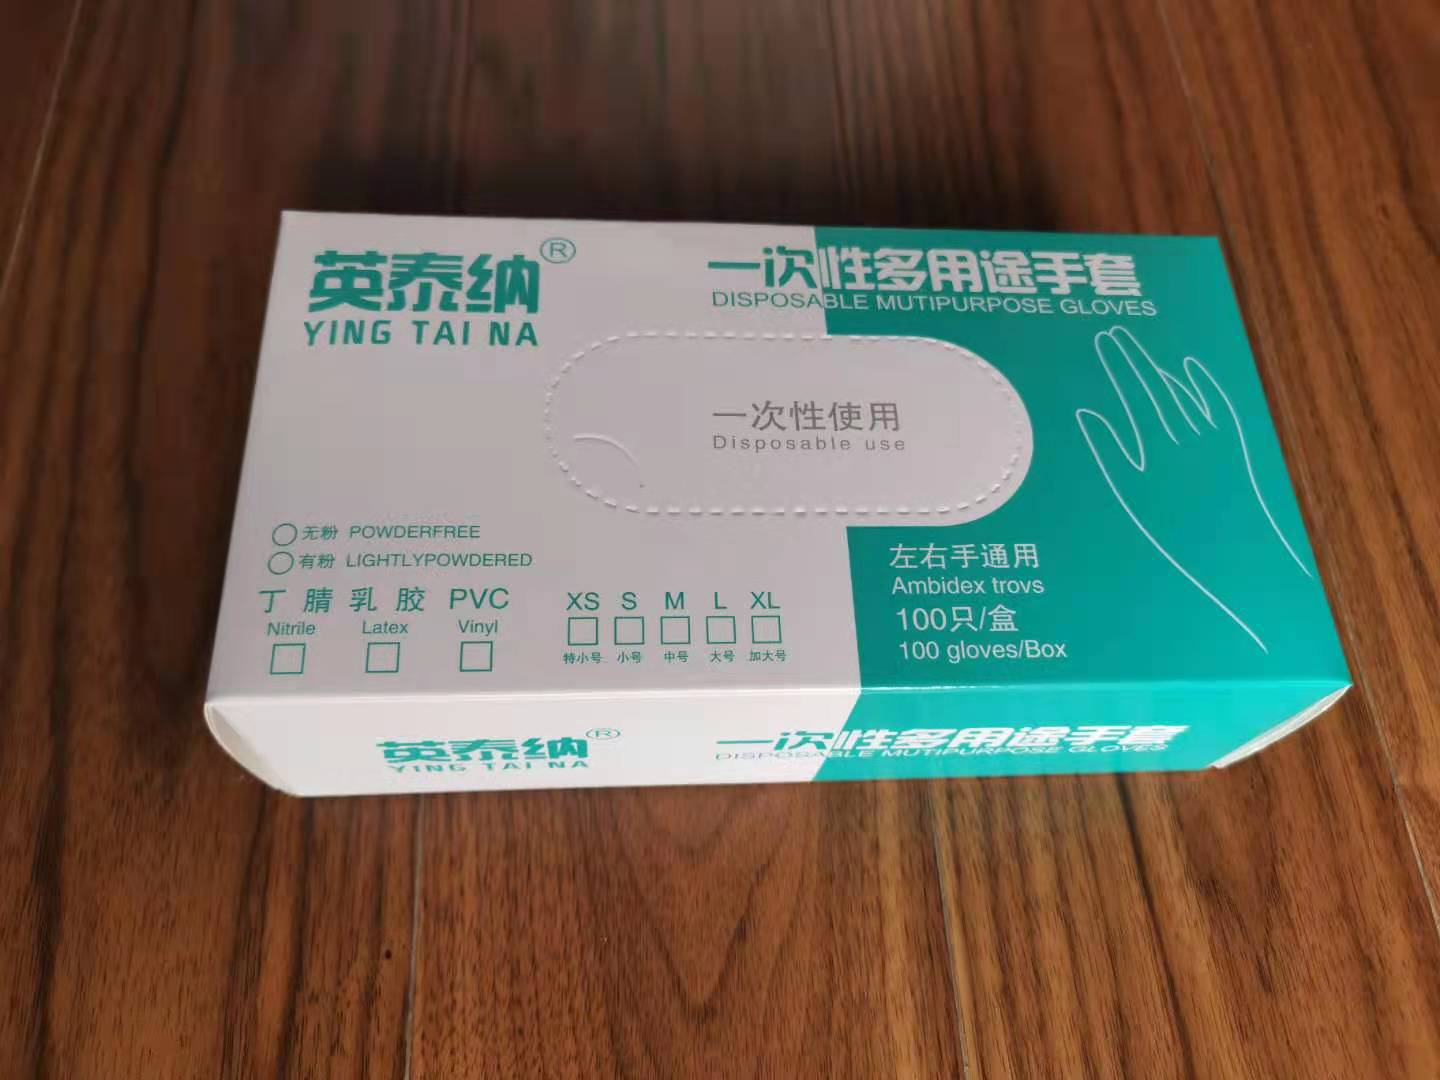 英泰纳®
YING TAI NA
一次性多用途手套
DISPOSABLE MUTIPURPOSE GLOVES
一次性使用
Disposable use
无粉 POWDERFREE
有粉 LIGHTLYPOWDERED
丁腈 乳胶 PVC
Nitrile Latex Vinyl
XS S M L XL
特小号 小号 中号 大号 加大号
左右手通用
Ambidex trovs
100只/盒
100 gloves/Box
英泰纳®
YING TAI NA
一次性多用途手套
DISPOSABLE MUTIPURPOSE GLOVES